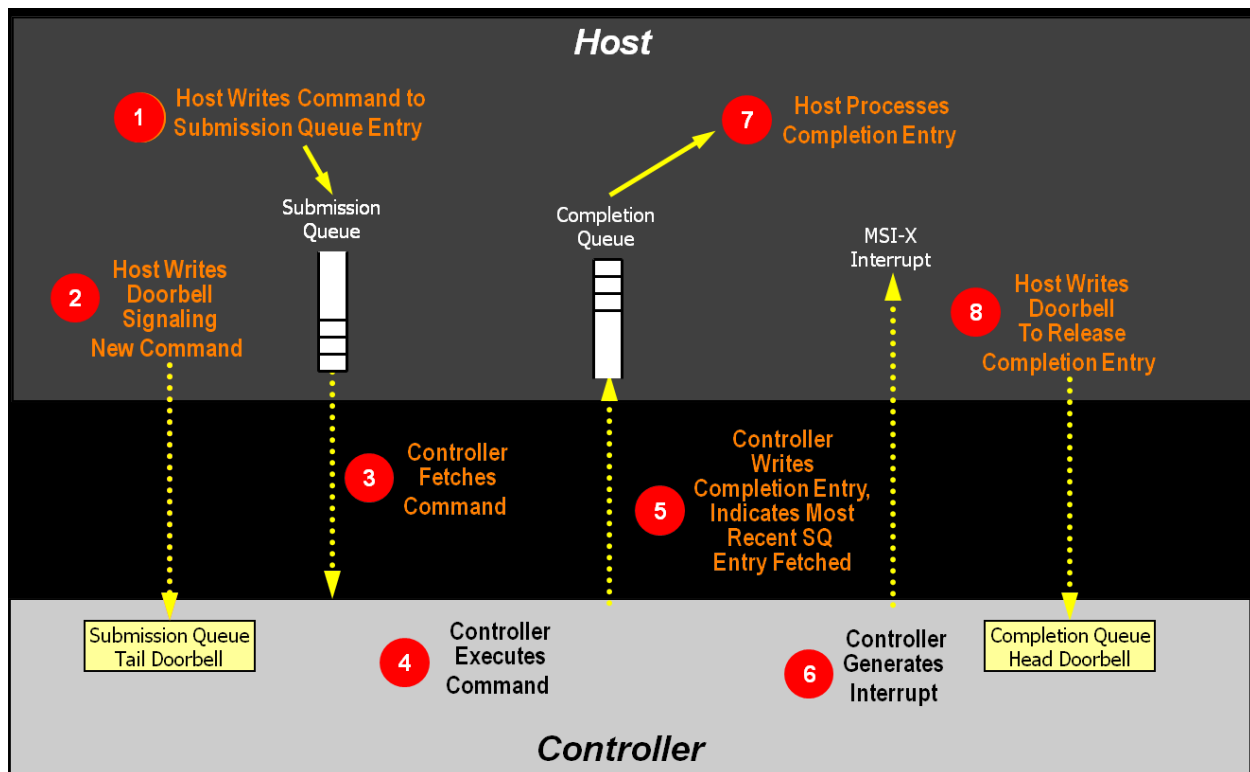 Host
1
Host Writes Command to
Submission Queue Entry
7
Host Processes
Completion Entry
Submission
Queue
Completion
Queue
MSI-X
Interrupt
2
Host Writes
Doorbell
Signaling
New Command
8
Host Writes
Doorbell
To Release
Completion Entry
3
Controller
Fetches
Command
5
Controller
Writes
Completion Entry,
Indicates Most
Recent SQ
Entry Fetched
Submission Queue
Tail Doorbell
4
Controller
Executes
Command
6
Controller
Generates
Interrupt
Completion Queue
Head Doorbell
Controller